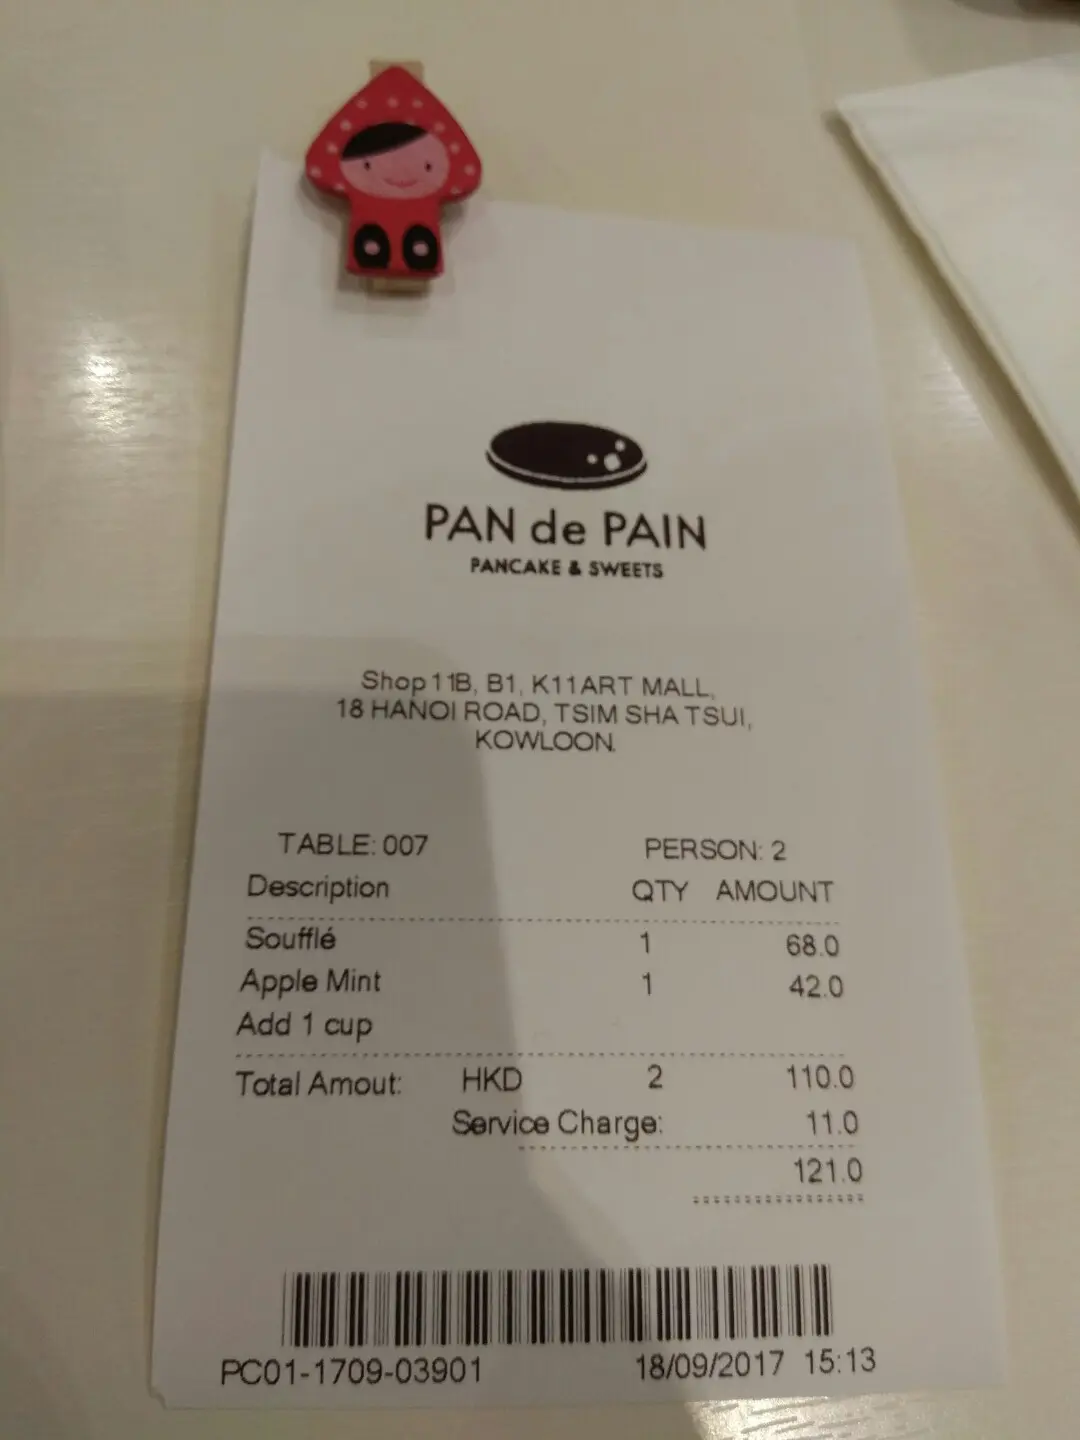 PAN de PAIN
PANCAKE & SWEETS
Shop 11B, B1, K11 ART MALL,
18 HANOI ROAD, TSIM SHA TSUI,
KOWLOON.
TABLE: 007 PERSON: 2
Description QTY AMOUNT
Soufflé 1 68.0
Apple Mint 1 42.0
Add 1 cup
Total Amout: HKD 2 110.0
Service Charge: 11.0
121.0
PC01-1709-03901 18/09/2017 15:13